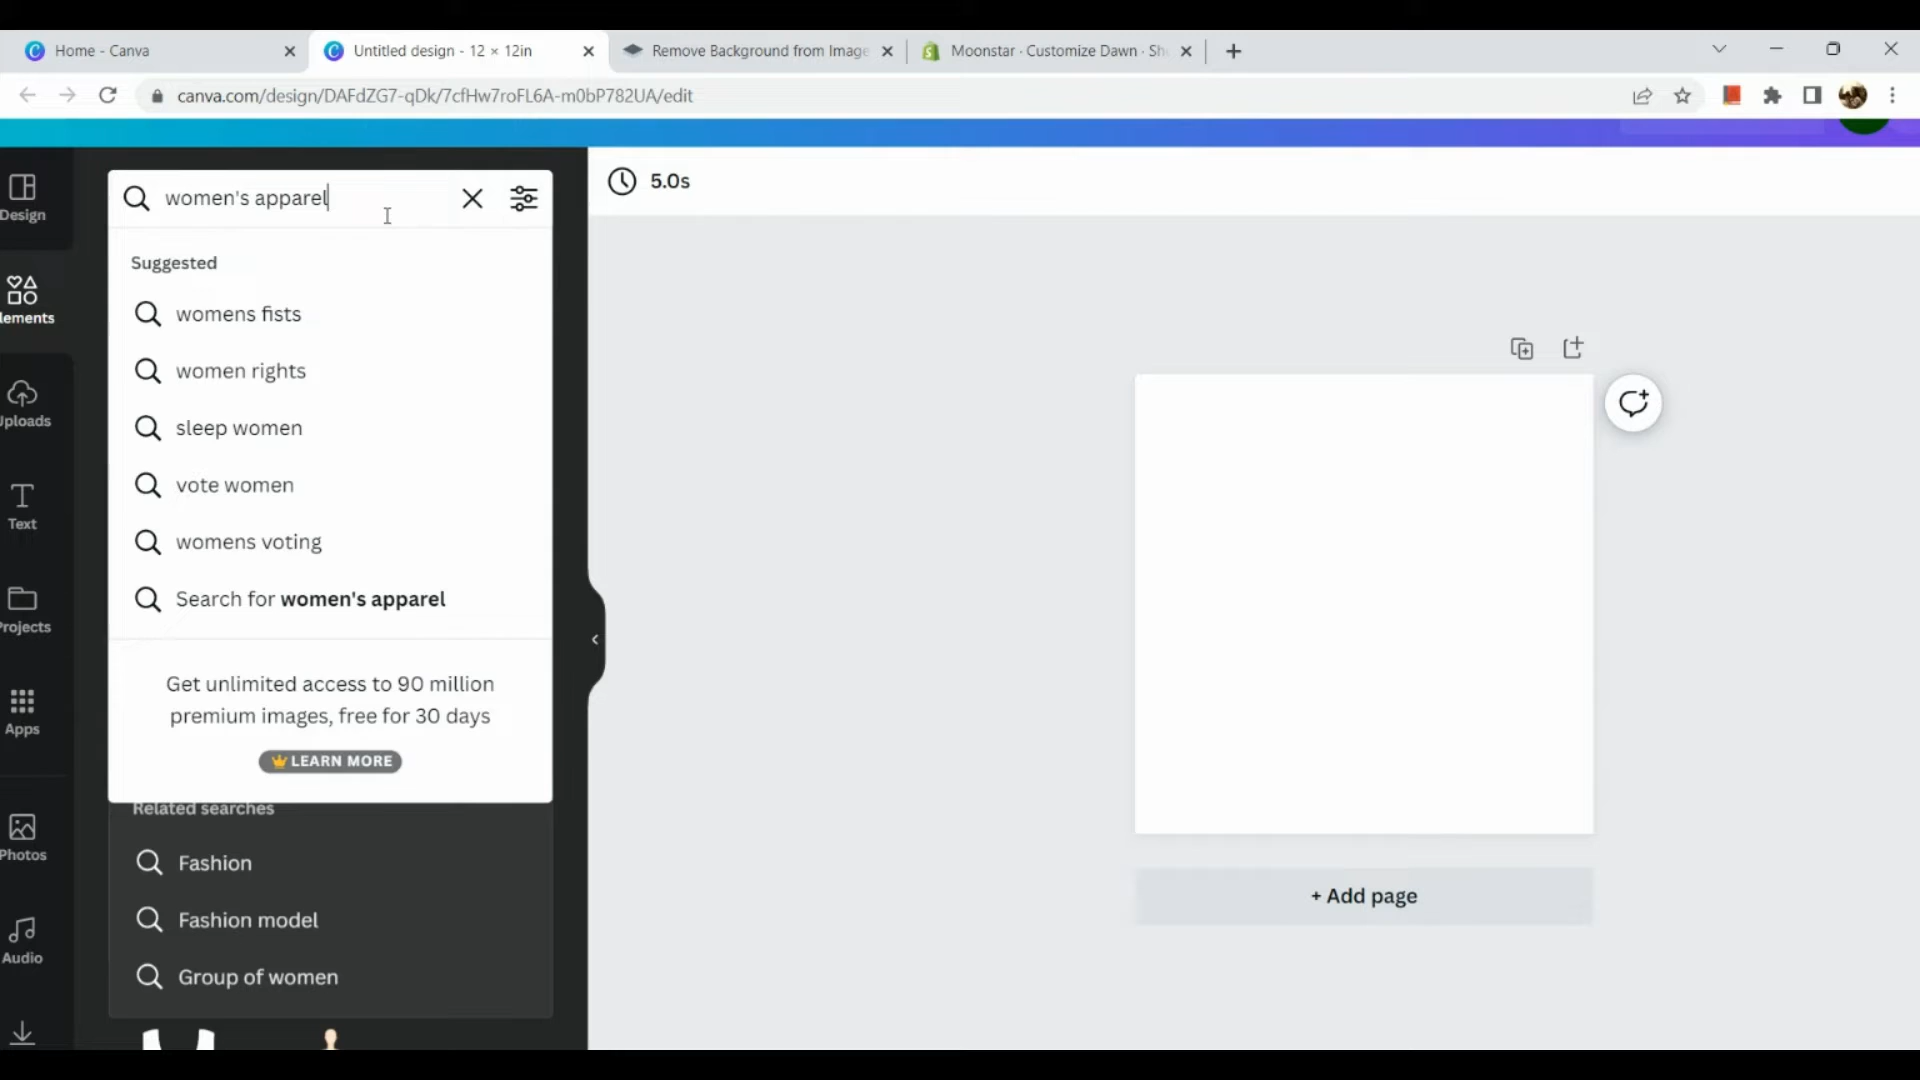 Home - Canva
Untitled design - 12 × 12in
Remove Background from Image
Moonstar · Customize Dawn · Sh
canva.com/design/DAFdZG7-qDk/7cfHw7roFL6A-m0bP782UA/edit
women's apparel
5.0s
Design
lements
Uploads
Text
Projects
Apps
Photos
Audio
Suggested
womens fists
women rights
sleep women
vote women
womens voting
Search for women's apparel
Get unlimited access to 90 million
premium images, free for 30 days
LEARN MORE
Related searches
Fashion
Fashion model
Group of women
+ Add page